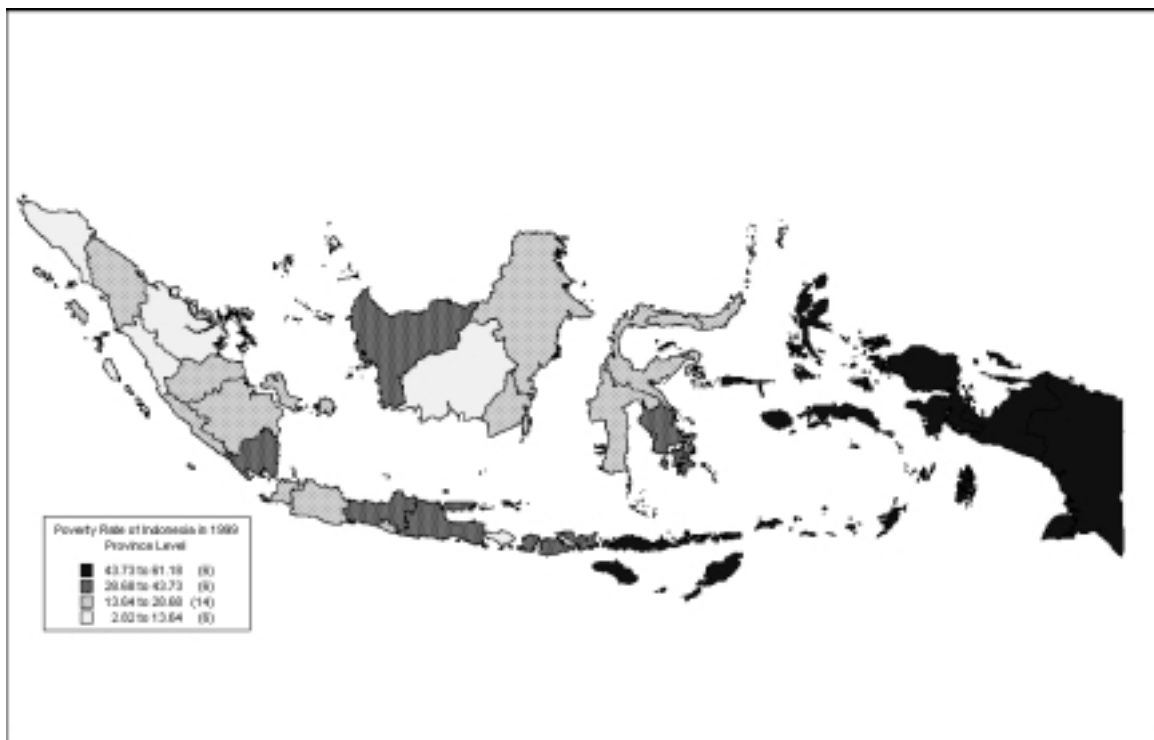 Poverty Rate of Indonesia in 1999
Province Level
43.73 to 61.18 (6)
28.68 to 43.73 (6)
13.64 to 28.68 (14)
2.02 to 13.64 (6)